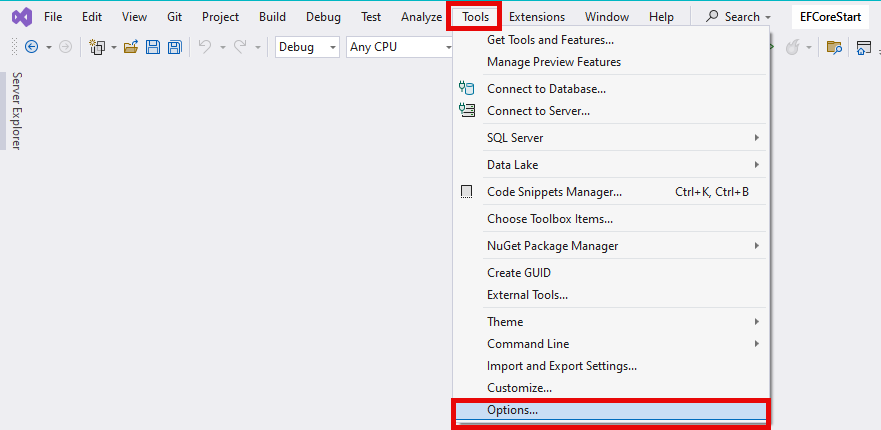 File Edit View Git Project Build Debug Test Analyze Tools Extensions Window Help Search EFCoreStart
Debug Any CPU
Server Explorer
Get Tools and Features...
Manage Preview Features
Connect to Database...
Connect to Server...
SQL Server
Data Lake
Code Snippets Manager... Ctrl+K, Ctrl+B
Choose Toolbox Items...
NuGet Package Manager
Create GUID
External Tools...
Theme
Command Line
Import and Export Settings...
Customize...
Options...